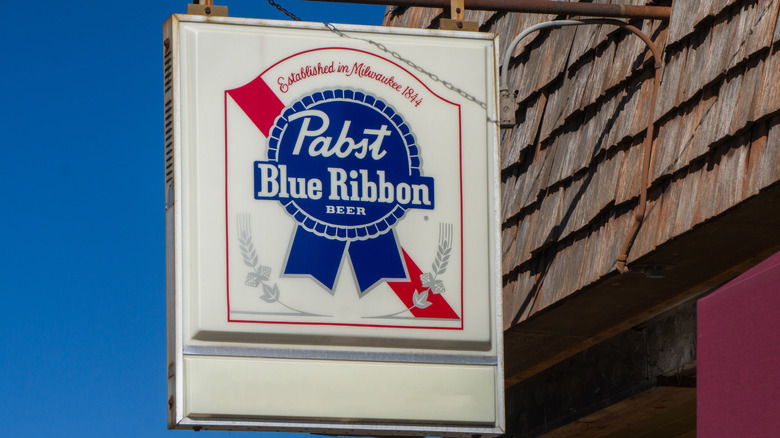 Established in Milwaukee 1844
Pabst
Blue Ribbon
BEER
®